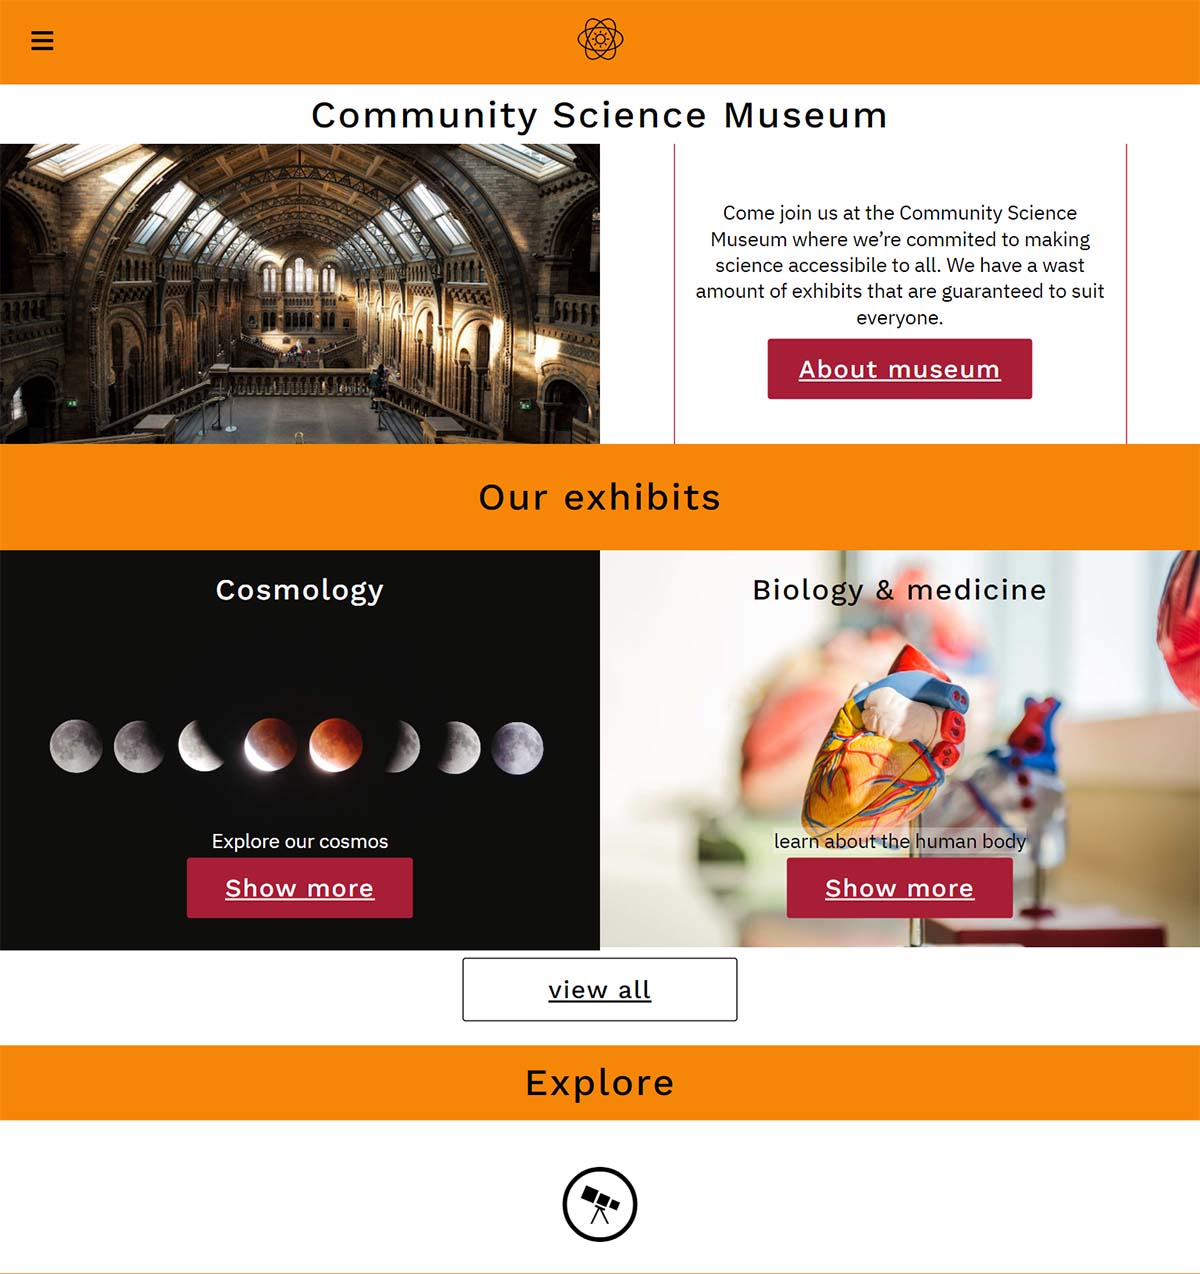 Community Science Museum
Come join us at the Community Science
Museum where we’re commited to making
science accessibile to all. We have a wast
amount of exhibits that are guaranteed to suit
everyone.
About museum
Our exhibits
Cosmology
Explore our cosmos
Show more
Biology & medicine
learn about the human body
Show more
view all
Explore